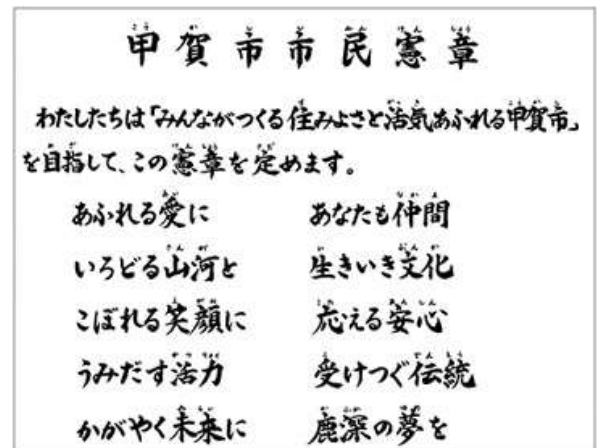 甲賀市市民憲章
わたしたちは「みんながつくる住みよさと活気あふれる甲賀市」
を目指して、この憲章を定めます。
あふれる愛に　あなたも仲間
いろどる山河と　生きいき文化
こぼれる笑顔に　応える安心
うみだす活力　受けつぐ伝統
かがやく未来に　鹿深の夢を